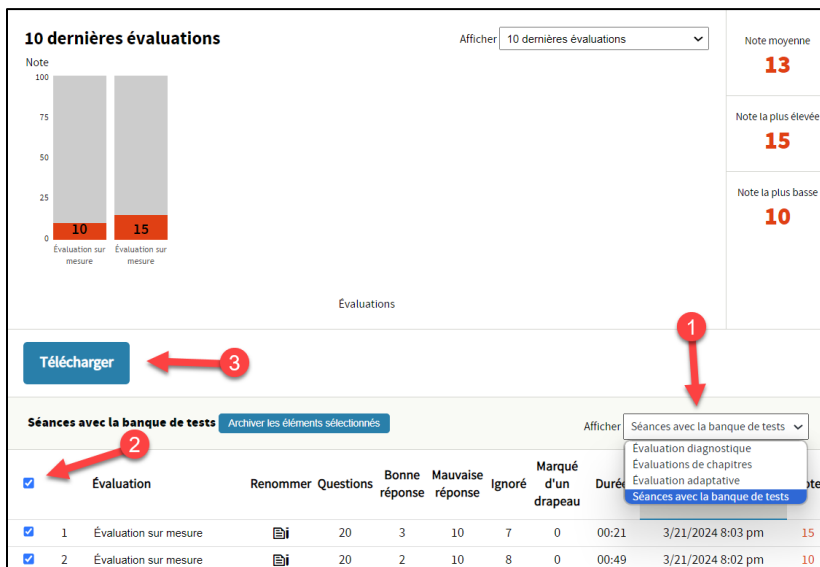 10 dernières évaluations
Afficher 10 dernières évaluations
Note
100
75
50
25
0
10
15
Évaluation sur mesure
Évaluation sur mesure
Évaluations
Note moyenne
13
Note la plus élevée
15
Note la plus basse
10
1
Télécharger
3
Séances avec la banque de tests Archiver les éléments sélectionnés
Afficher Séances avec la banque de tests
Évaluation diagnostique
Évaluations de chapitres
Évaluation adaptative
Séances avec la banque de tests
2
Évaluation Renommer Questions Bonne réponse Mauvaise réponse Ignoré Marqué d'un drapeau
1 Évaluation sur mesure 20 3 10 7 0 00:21 3/21/2024 8:03 pm 15
2 Évaluation sur mesure 20 2 10 8 0 00:49 3/21/2024 8:02 pm 10